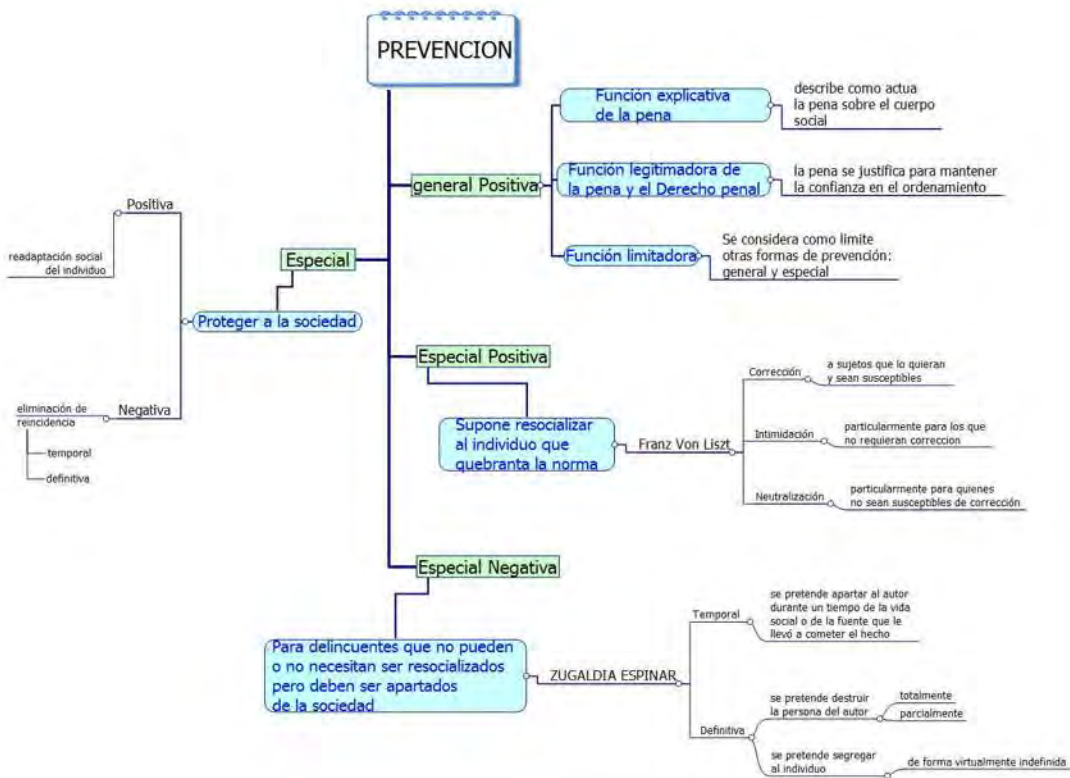 PREVENCION
general Positiva
Función explicativa
de la pena
describe como actua
la pena sobre el cuerpo
social
Función legitimadora de
la pena y el Derecho penal
la pena se justifica para mantener
la confianza en el ordenamiento
Función limitadora
Se considera como limite
otras formas de prevención:
general y especial
Especial
Proteger a la sociedad
Positiva
readaptación social
del individuo
Negativa
eliminación de
reincidencia
temporal
definitiva
Especial Positiva
Supone resocializar
al individuo que
quebranta la norma
Franz Von Liszt
Corrección
a sujetos que lo quieran
y sean susceptibles
Intimidación
particularmente para los que
no requieran correccion
Neutralización
particularmente para quienes
no sean susceptibles de corrección
Especial Negativa
Para delincuentes que no pueden
o no necesitan ser resocializados
pero deben ser apartados
de la sociedad
ZUGALDIA ESPINAR
Temporal
se pretende apartar al autor
durante un tiempo de la vida
social o de la fuente que le
llevó a cometer el hecho
Definitiva
se pretende destruir
la persona del autor
totalmente
parcialmente
se pretende segregar
al individuo
de forma virtualmente indefinida